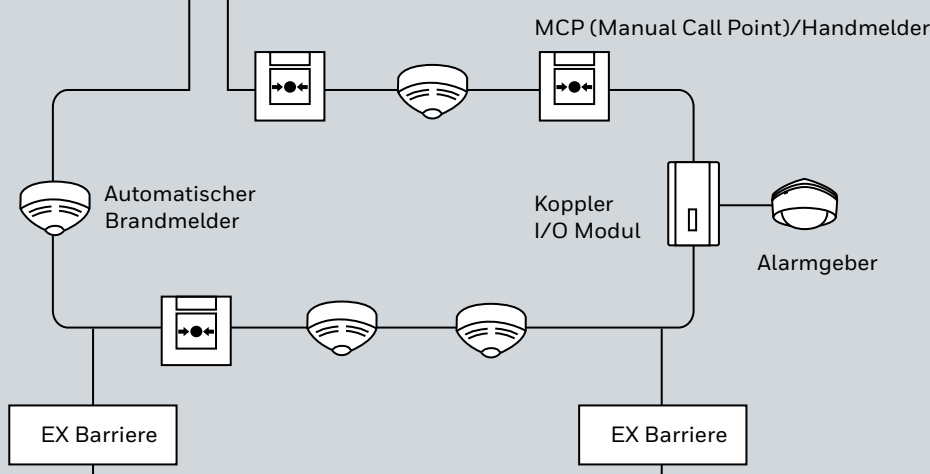 MCP (Manual Call Point)/Handmelder
Automatischer
Brandmelder
Koppler
I/O Modul
Alarmgeber
EX Barriere
EX Barriere